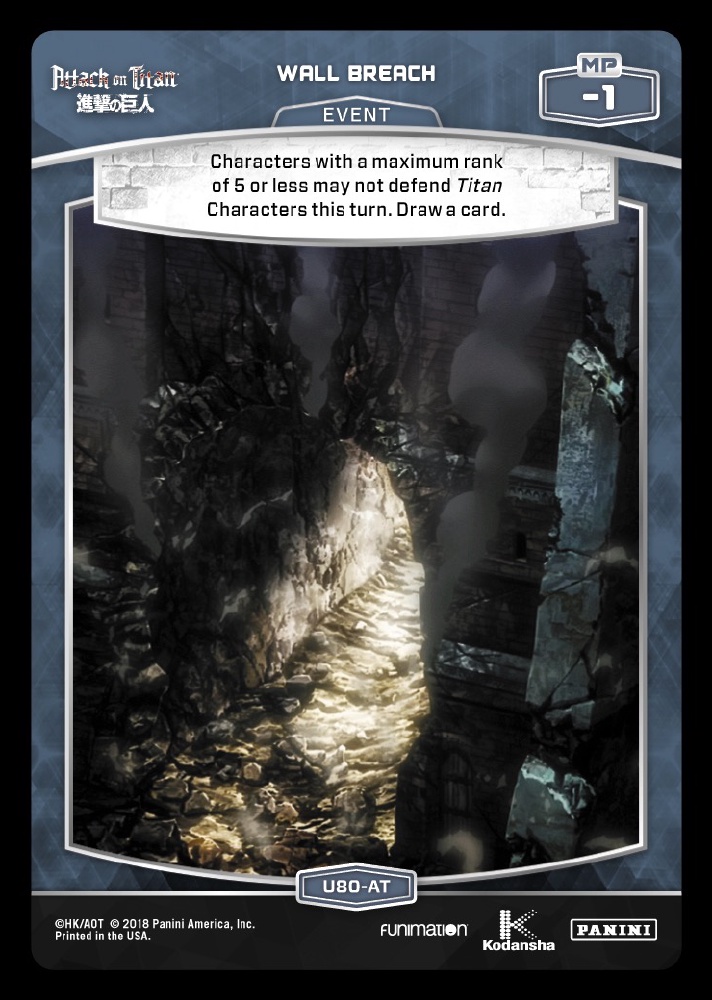 Attack on Titan
進撃の巨人
WALL BREACH
EVENT
MP
-1
Characters with a maximum rank
of 5 or less may not defend Titan
Characters this turn. Draw a card.
U80-AT
©HK/AOT © 2018 Panini America, Inc.
Printed in the USA.
FUNIMATION
K
Kodansha
PANINI